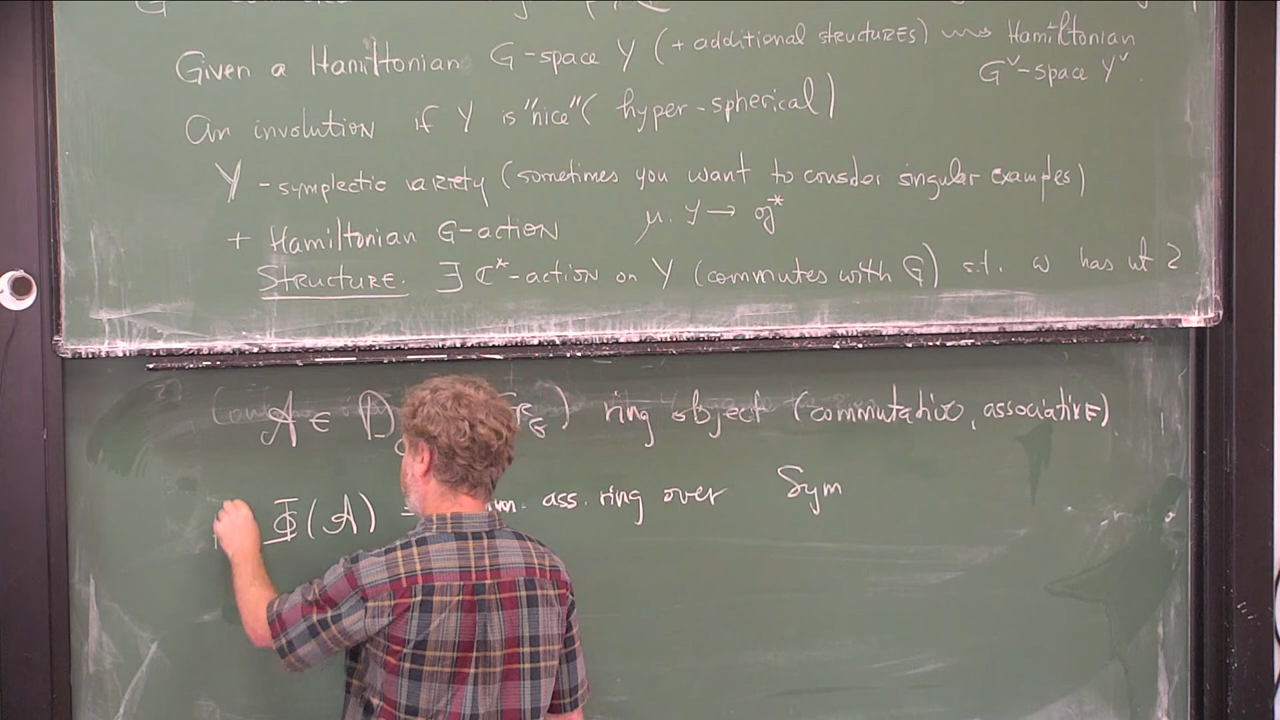 Given a Hamiltonian G-space Y (+ additional structures) ⇝ Hamiltonian
G^∨-space Y^∨.
An involution if Y is "nice" (hyper-spherical)
Y - symplectic variety (sometimes you want to consider singular examples)
+ Hamiltonian G-action μ: Y → 𝔤*
Structure. ∃ ℂ*-action on Y (commutes with G) s.t. ω has wt 2
𝒜 ∈ D Gr_G) ring object (commutative, associative)
Φ(𝒜) ass. ring over Sym